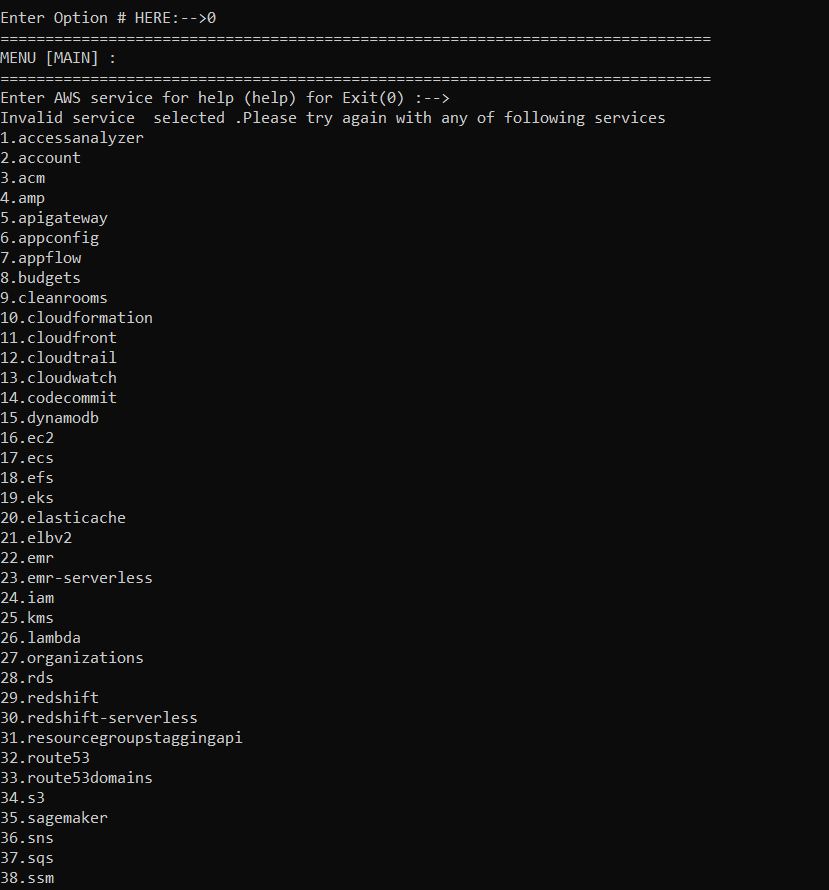 Enter Option # HERE:-->0
===============================================================================
MENU [MAIN] :
===============================================================================
Enter AWS service for help (help) for Exit(0) :-->
Invalid service  selected .Please try again with any of following services
1.accessanalyzer
2.account
3.acm
4.amp
5.apigateway
6.appconfig
7.appflow
8.budgets
9.cleanrooms
10.cloudformation
11.cloudfront
12.cloudtrail
13.cloudwatch
14.codecommit
15.dynamodb
16.ec2
17.ecs
18.efs
19.eks
20.elasticache
21.elbv2
22.emr
23.emr-serverless
24.iam
25.kms
26.lambda
27.organizations
28.rds
29.redshift
30.redshift-serverless
31.resourcegroupstaggingapi
32.route53
33.route53domains
34.s3
35.sagemaker
36.sns
37.sqs
38.ssm